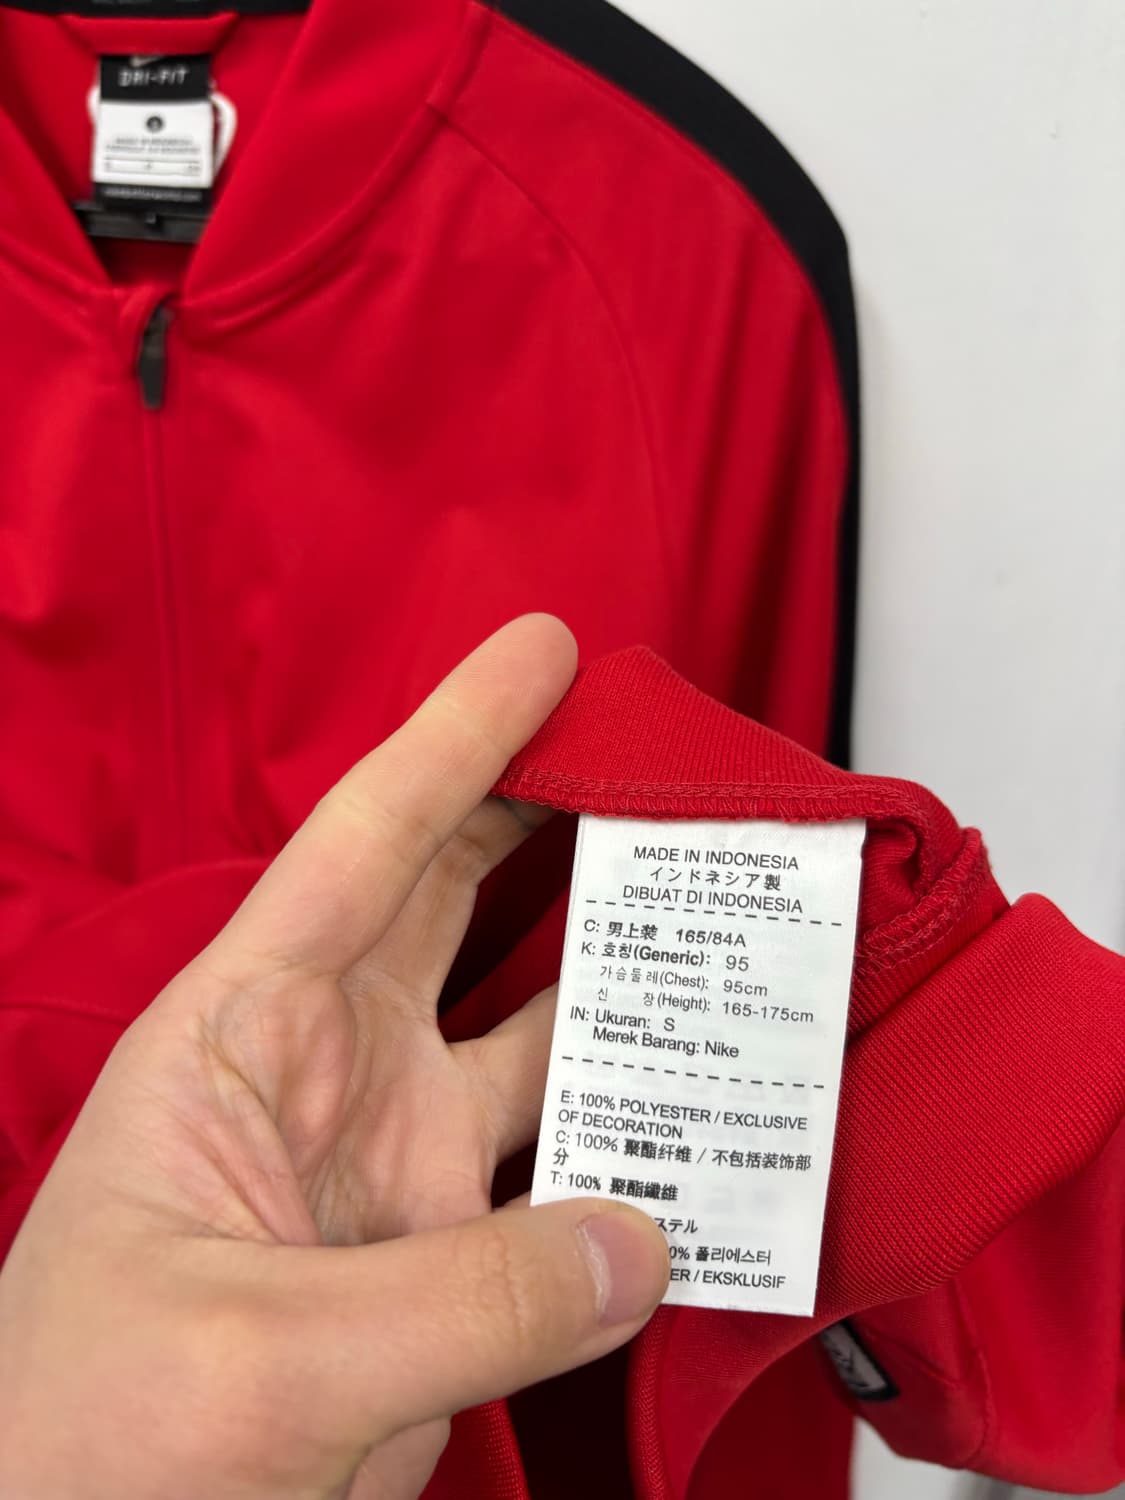 DRI-FIT
MADE IN INDONESIA
インドネシア製
DIBUAT DI INDONESIA
C: 男上装 165/84A
K: 호칭(Generic): 95
가슴둘레(Chest): 95cm
신 장(Height): 165-175cm
IN: Ukuran: S
Merek Barang: Nike
E: 100% POLYESTER / EXCLUSIVE
OF DECORATION
C: 100% 聚酯纤维 / 不包括装饰部
分
T: 100% 聚酯纖維
ステル
0% 폴리에스터
ER / EKSKLUSIF